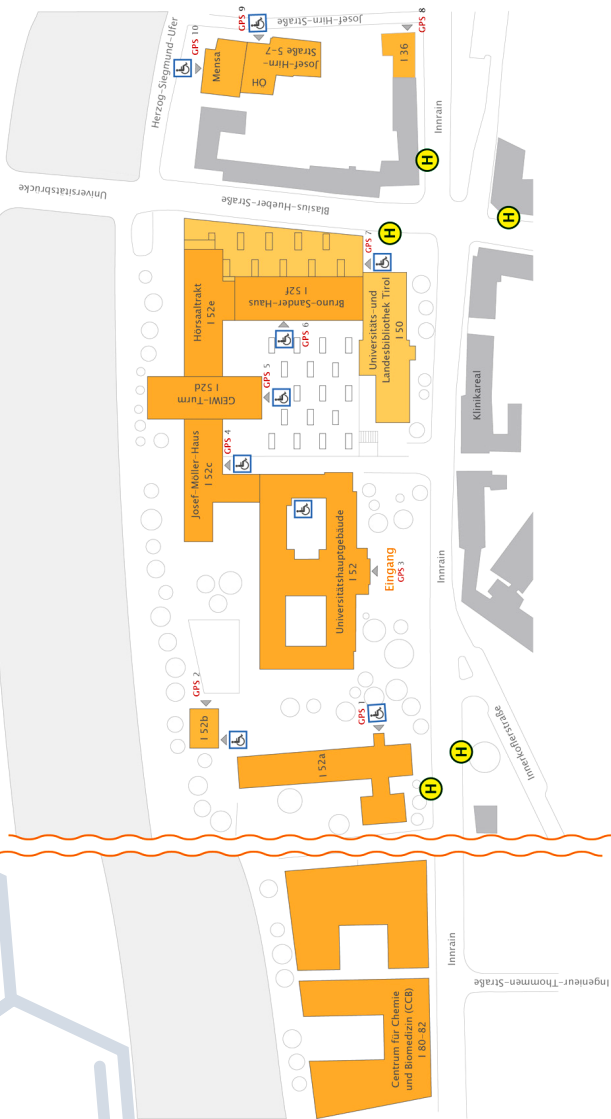 Herzog-Siegmund-Ufer
GPS 10
GPS 9
Josef-Hirn-Straße
GPS 8
Mensa
ÖH
Josef-Hirn-
Straße 5-7
I 36
Innrain
H
H
Universitätsbrücke
Blasius-Hueber-Straße
H
GPS 7
Hörsaaltrakt
I 52e
Bruno-Sander-Haus
I 52f
GPS 6
Universitäts- und
Landesbibliothek Tirol
I 50
GEIWI-Turm
I 52d
GPS 5
Klinikareal
Josef-Möller-Haus
I 52c
GPS 4
Universitätshauptgebäude
I 52
Eingang
GPS 3
Innrain
GPS 2
I 52b
I 52a
GPS 1
H
H
Innerkoflerstraße
Innrain
Centrum für Chemie
und Biomedizin (CCB)
I 80-82
Ingenieur-Thommen-Straße